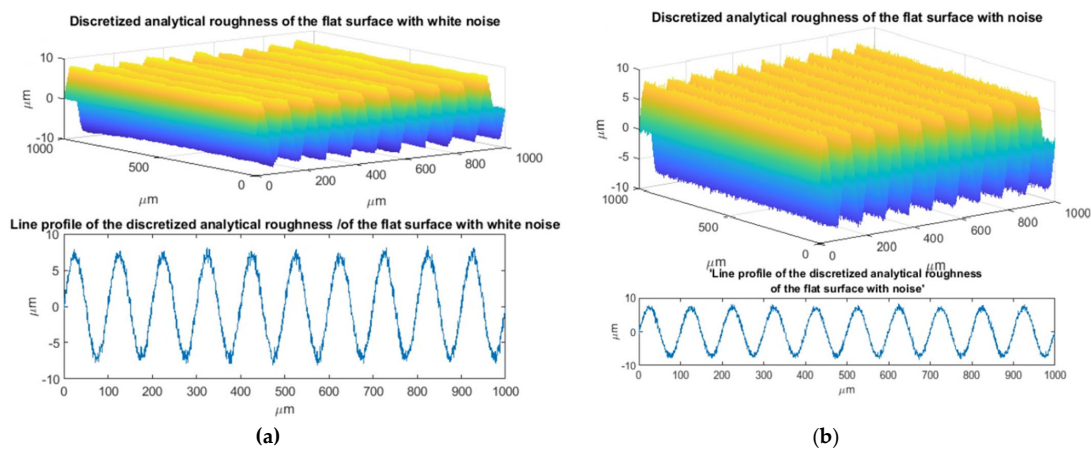 Discretized analytical roughness of the flat surface with white noise
10
0
-10
μm
1000
500
0
μm
0
200
400
600
800
1000
μm
Line profile of the discretized analytical roughness /of the flat surface with white noise
10
5
0
-5
-10
μm
0 100 200 300 400 500 600 700 800 900 1000
μm
(a)
Discretized analytical roughness of the flat surface with noise
10
5
0
-5
-10
μm
1000
500
0
μm
0
200
400
600
800
1000
μm
'Line profile of the discretized analytical roughness
of the flat surface with noise'
10
0
-10
μm
0 100 200 300 400 500 600 700 800 900 1000
μm
(b)